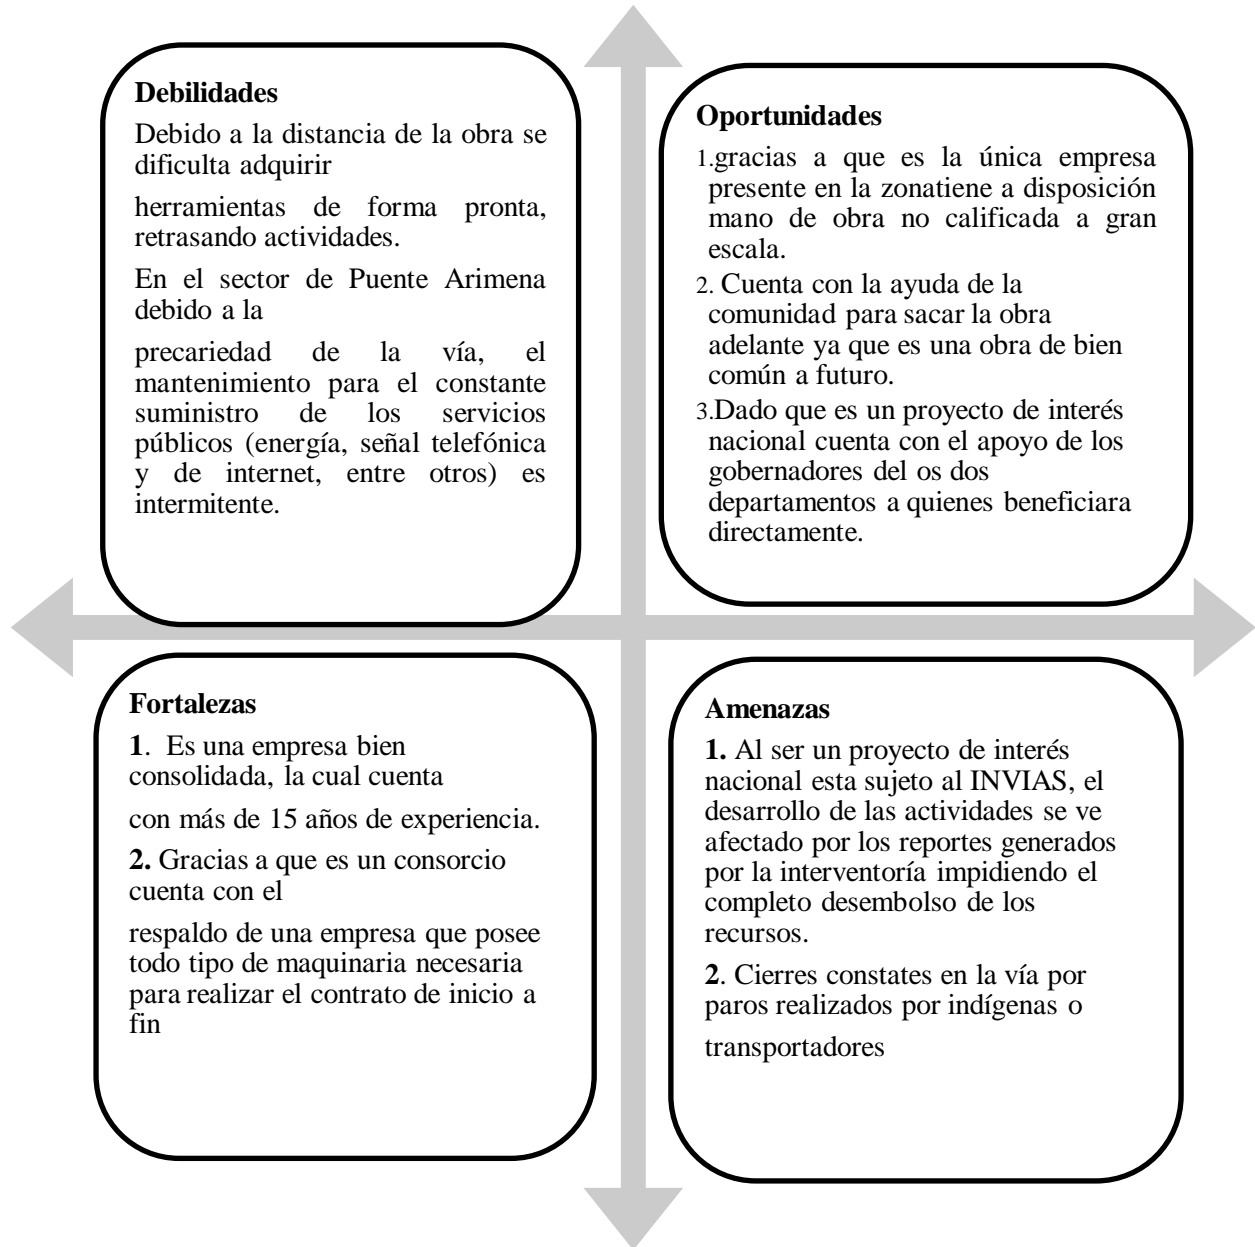 Debilidades
Debido a la distancia de la obra se
dificulta adquirir
herramientas de forma pronta,
retrasando actividades.
En el sector de Puente Arimena
debido a la
precariedad de la vía, el
mantenimiento para el constante
suministro de los servicios
públicos (energía, señal telefónica
y de internet, entre otros) es
intermitente.
Oportunidades
1.gracias a que es la única empresa
presente en la zonatiene a disposición
mano de obra no calificada a gran
escala.
2. Cuenta con la ayuda de la
comunidad para sacar la obra
adelante ya que es una obra de bien
común a futuro.
3.Dado que es un proyecto de interés
nacional cuenta con el apoyo de los
gobernadores del os dos
departamentos a quienes beneficiara
directamente.
Fortalezas
1. Es una empresa bien
consolidada, la cual cuenta
con más de 15 años de experiencia.
2. Gracias a que es un consorcio
cuenta con el
respaldo de una empresa que posee
todo tipo de maquinaria necesaria
para realizar el contrato de inicio a
fin
Amenazas
1. Al ser un proyecto de interés
nacional esta sujeto al INVIAS, el
desarrollo de las actividades se ve
afectado por los reportes generados
por la interventoría impidiendo el
completo desembolso de los
recursos.
2. Cierres constates en la vía por
paros realizados por indígenas o
transportadores